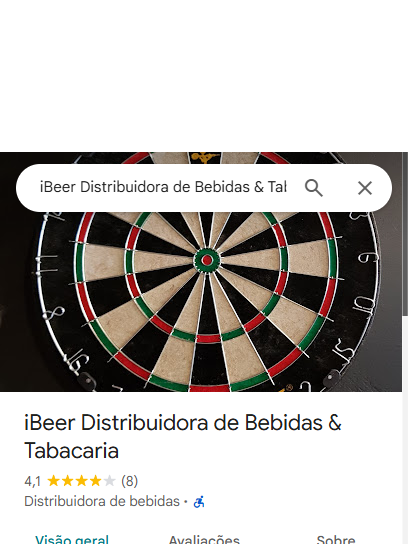 iBeer Distribuidora de Bebidas & Tab
iBeer Distribuidora de Bebidas &
Tabacaria
4,1 (8)
Distribuidora de bebidas ·
Visão geral Avaliações Sobre